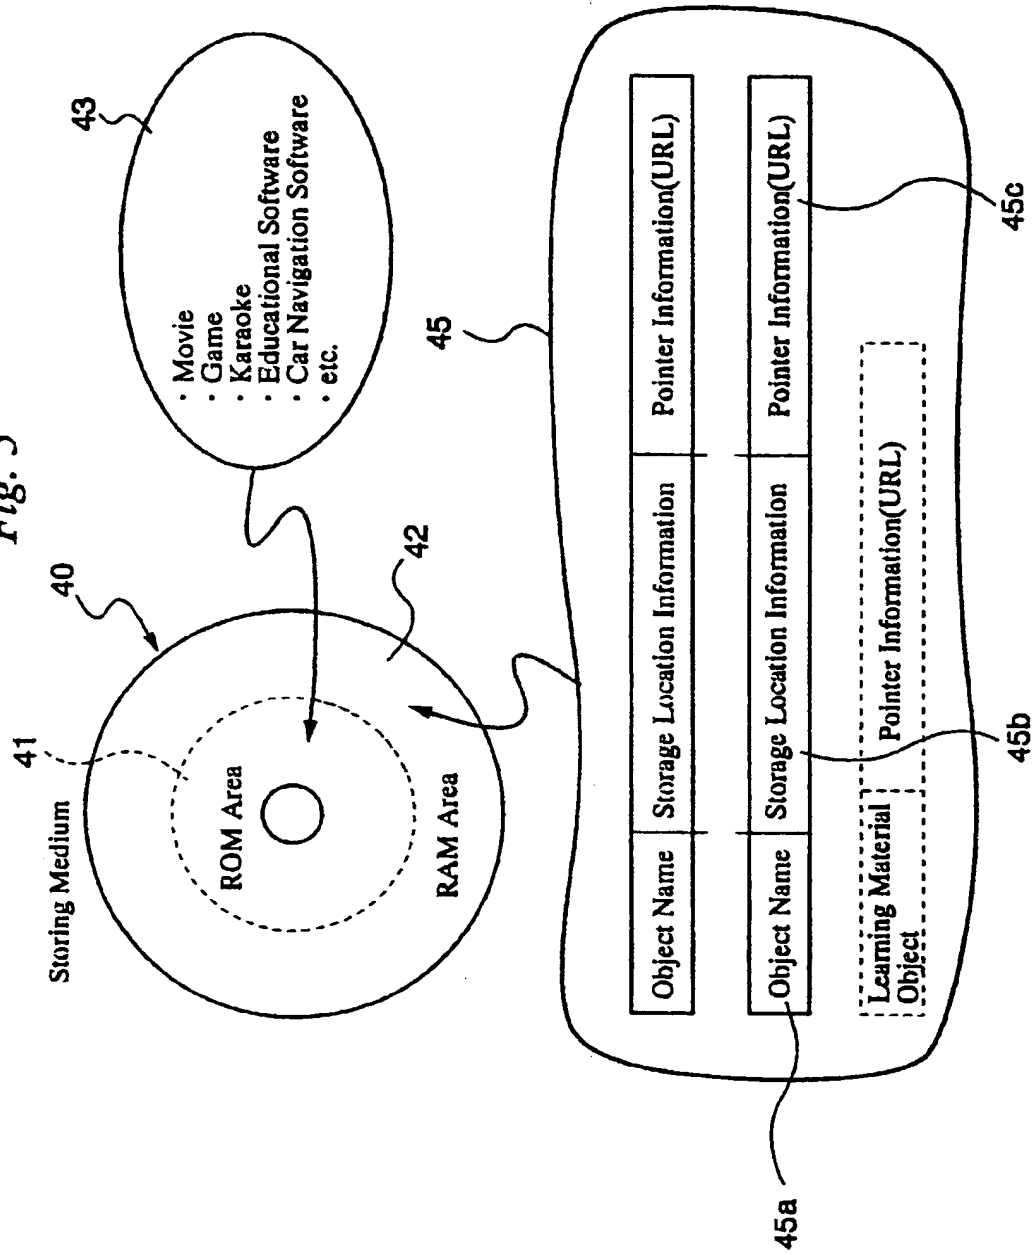 Fig.
Storing Medium
40
41
ROM Area
RAM Area
42
43
· Movie
· Game
· Karaoke
· Educational Software
· Car Navigation Software
· etc.
45
Object Name Storage Location Information Pointer Information(URL)
Object Name Storage Location Information Pointer Information(URL)
Learning Material
Object
Pointer Information(URL)
45a
45b
45c